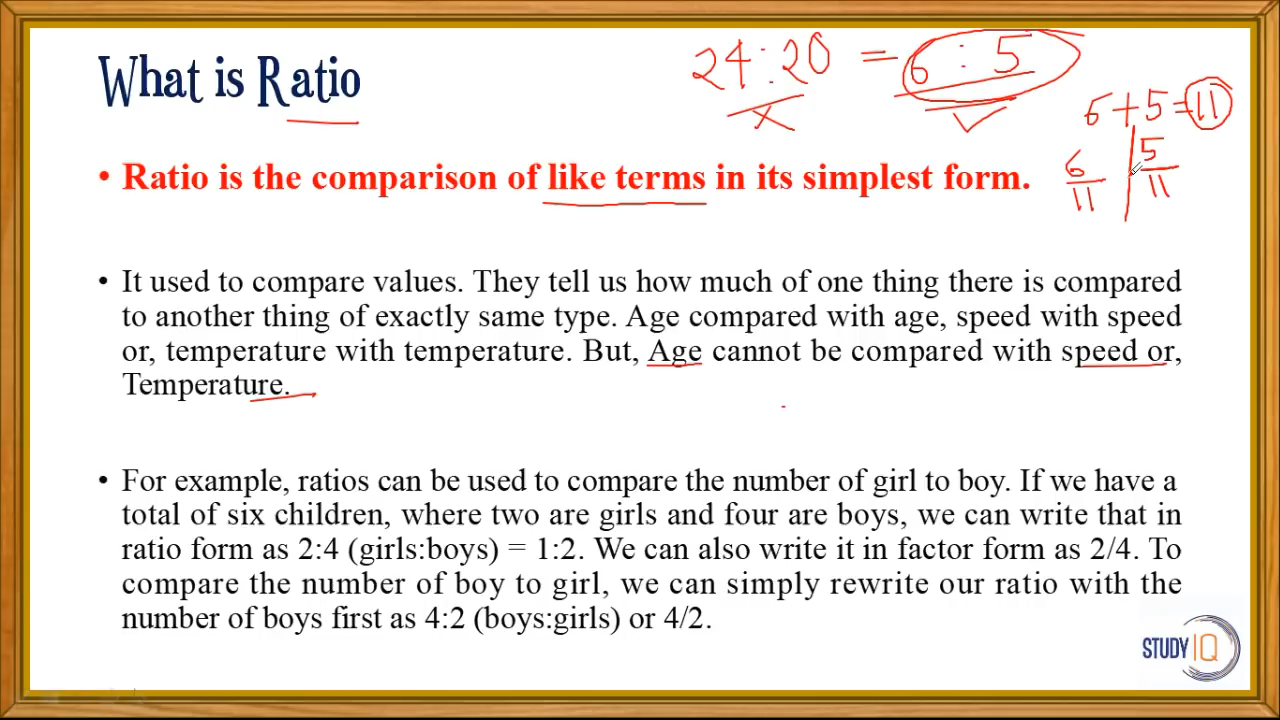 What is Ratio
24:20 = 6:5
6+5=11
6/11 | 5/11
• Ratio is the comparison of like terms in its simplest form.
• It used to compare values. They tell us how much of one thing there is compared
to another thing of exactly same type. Age compared with age, speed with speed
or, temperature with temperature. But, Age cannot be compared with speed or,
Temperature.
• For example, ratios can be used to compare the number of girl to boy. If we have a
total of six children, where two are girls and four are boys, we can write that in
ratio form as 2:4 (girls:boys) = 1:2. We can also write it in factor form as 2/4. To
compare the number of boy to girl, we can simply rewrite our ratio with the
number of boys first as 4:2 (boys:girls) or 4/2.
STUDY IQ